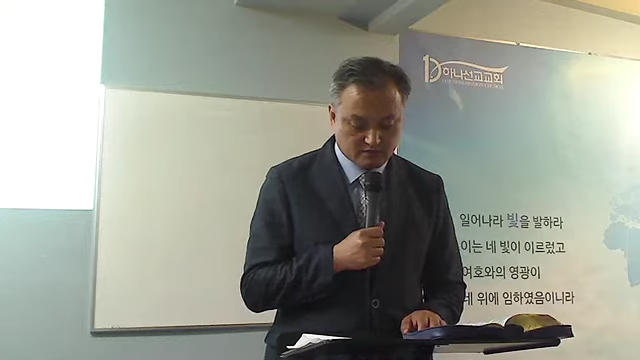 하나선교교회
일어나라 빛을 발하라
이는 네 빛이 이르렀고
여호와의 영광이
네 위에 임하였음이니라